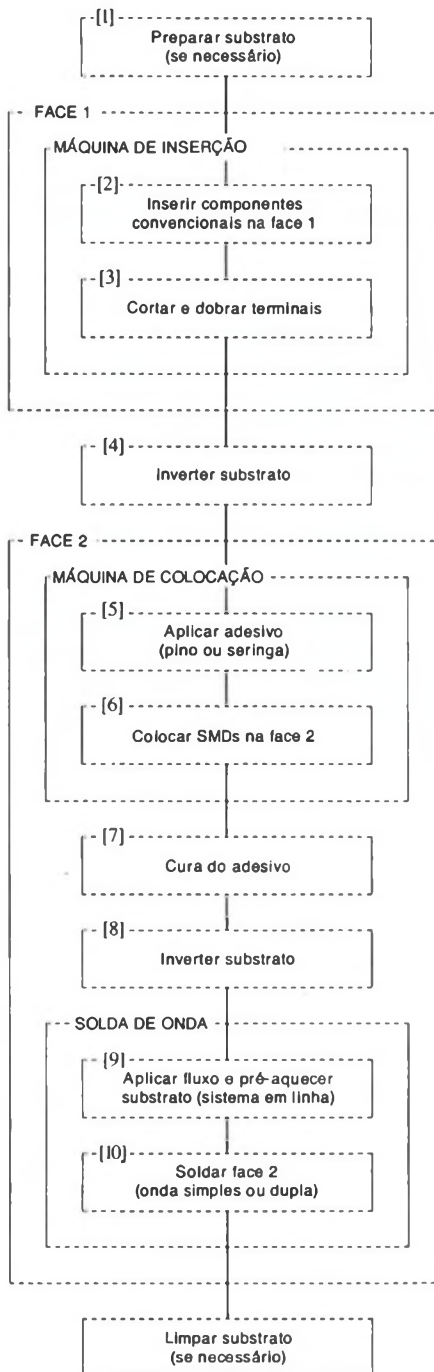 [1]
Preparar substrato
(se necessário)
FACE 1
MÁQUINA DE INSERÇÃO
[2]
Inserir componentes
convencionais na face 1
[3]
Cortar e dobrar terminais
[4]
Inverter substrato
FACE 2
MÁQUINA DE COLOCAÇÃO
[5]
Aplicar adesivo
(pino ou seringa)
[6]
Colocar SMDs na face 2
[7]
Cura do adesivo
[8]
Inverter substrato
SOLDA DE ONDA
[9]
Aplicar fluxo e pré-aquecer
substrato (sistema em linha)
[10]
Soldar face 2
(onda simples ou dupla)
Limpar substrato
(se necessário)